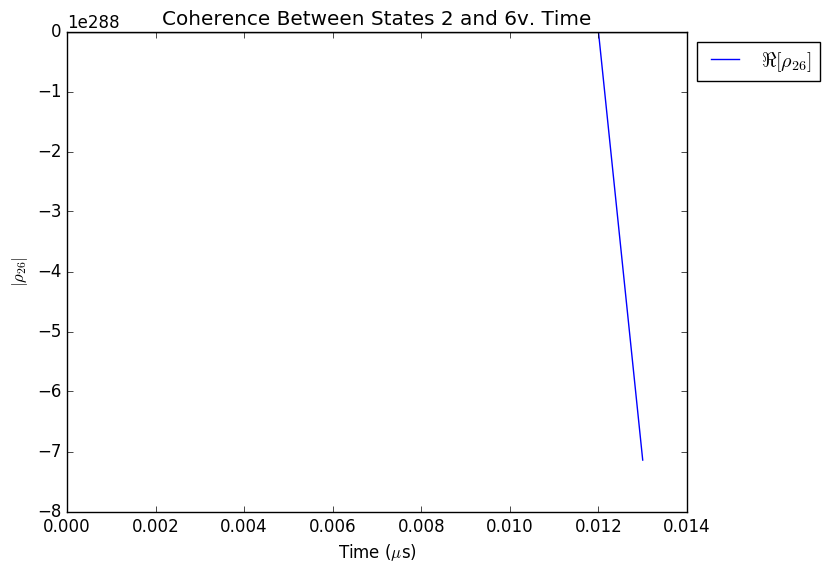 Coherence Between States 2 and 6v. Time
1e288
0
−1
−2
−3
−4
−5
−6
−7
−8
|ρ26|
0.000 0.002 0.004 0.006 0.008 0.010 0.012 0.014
Time (μs)
ℜ[ρ26]